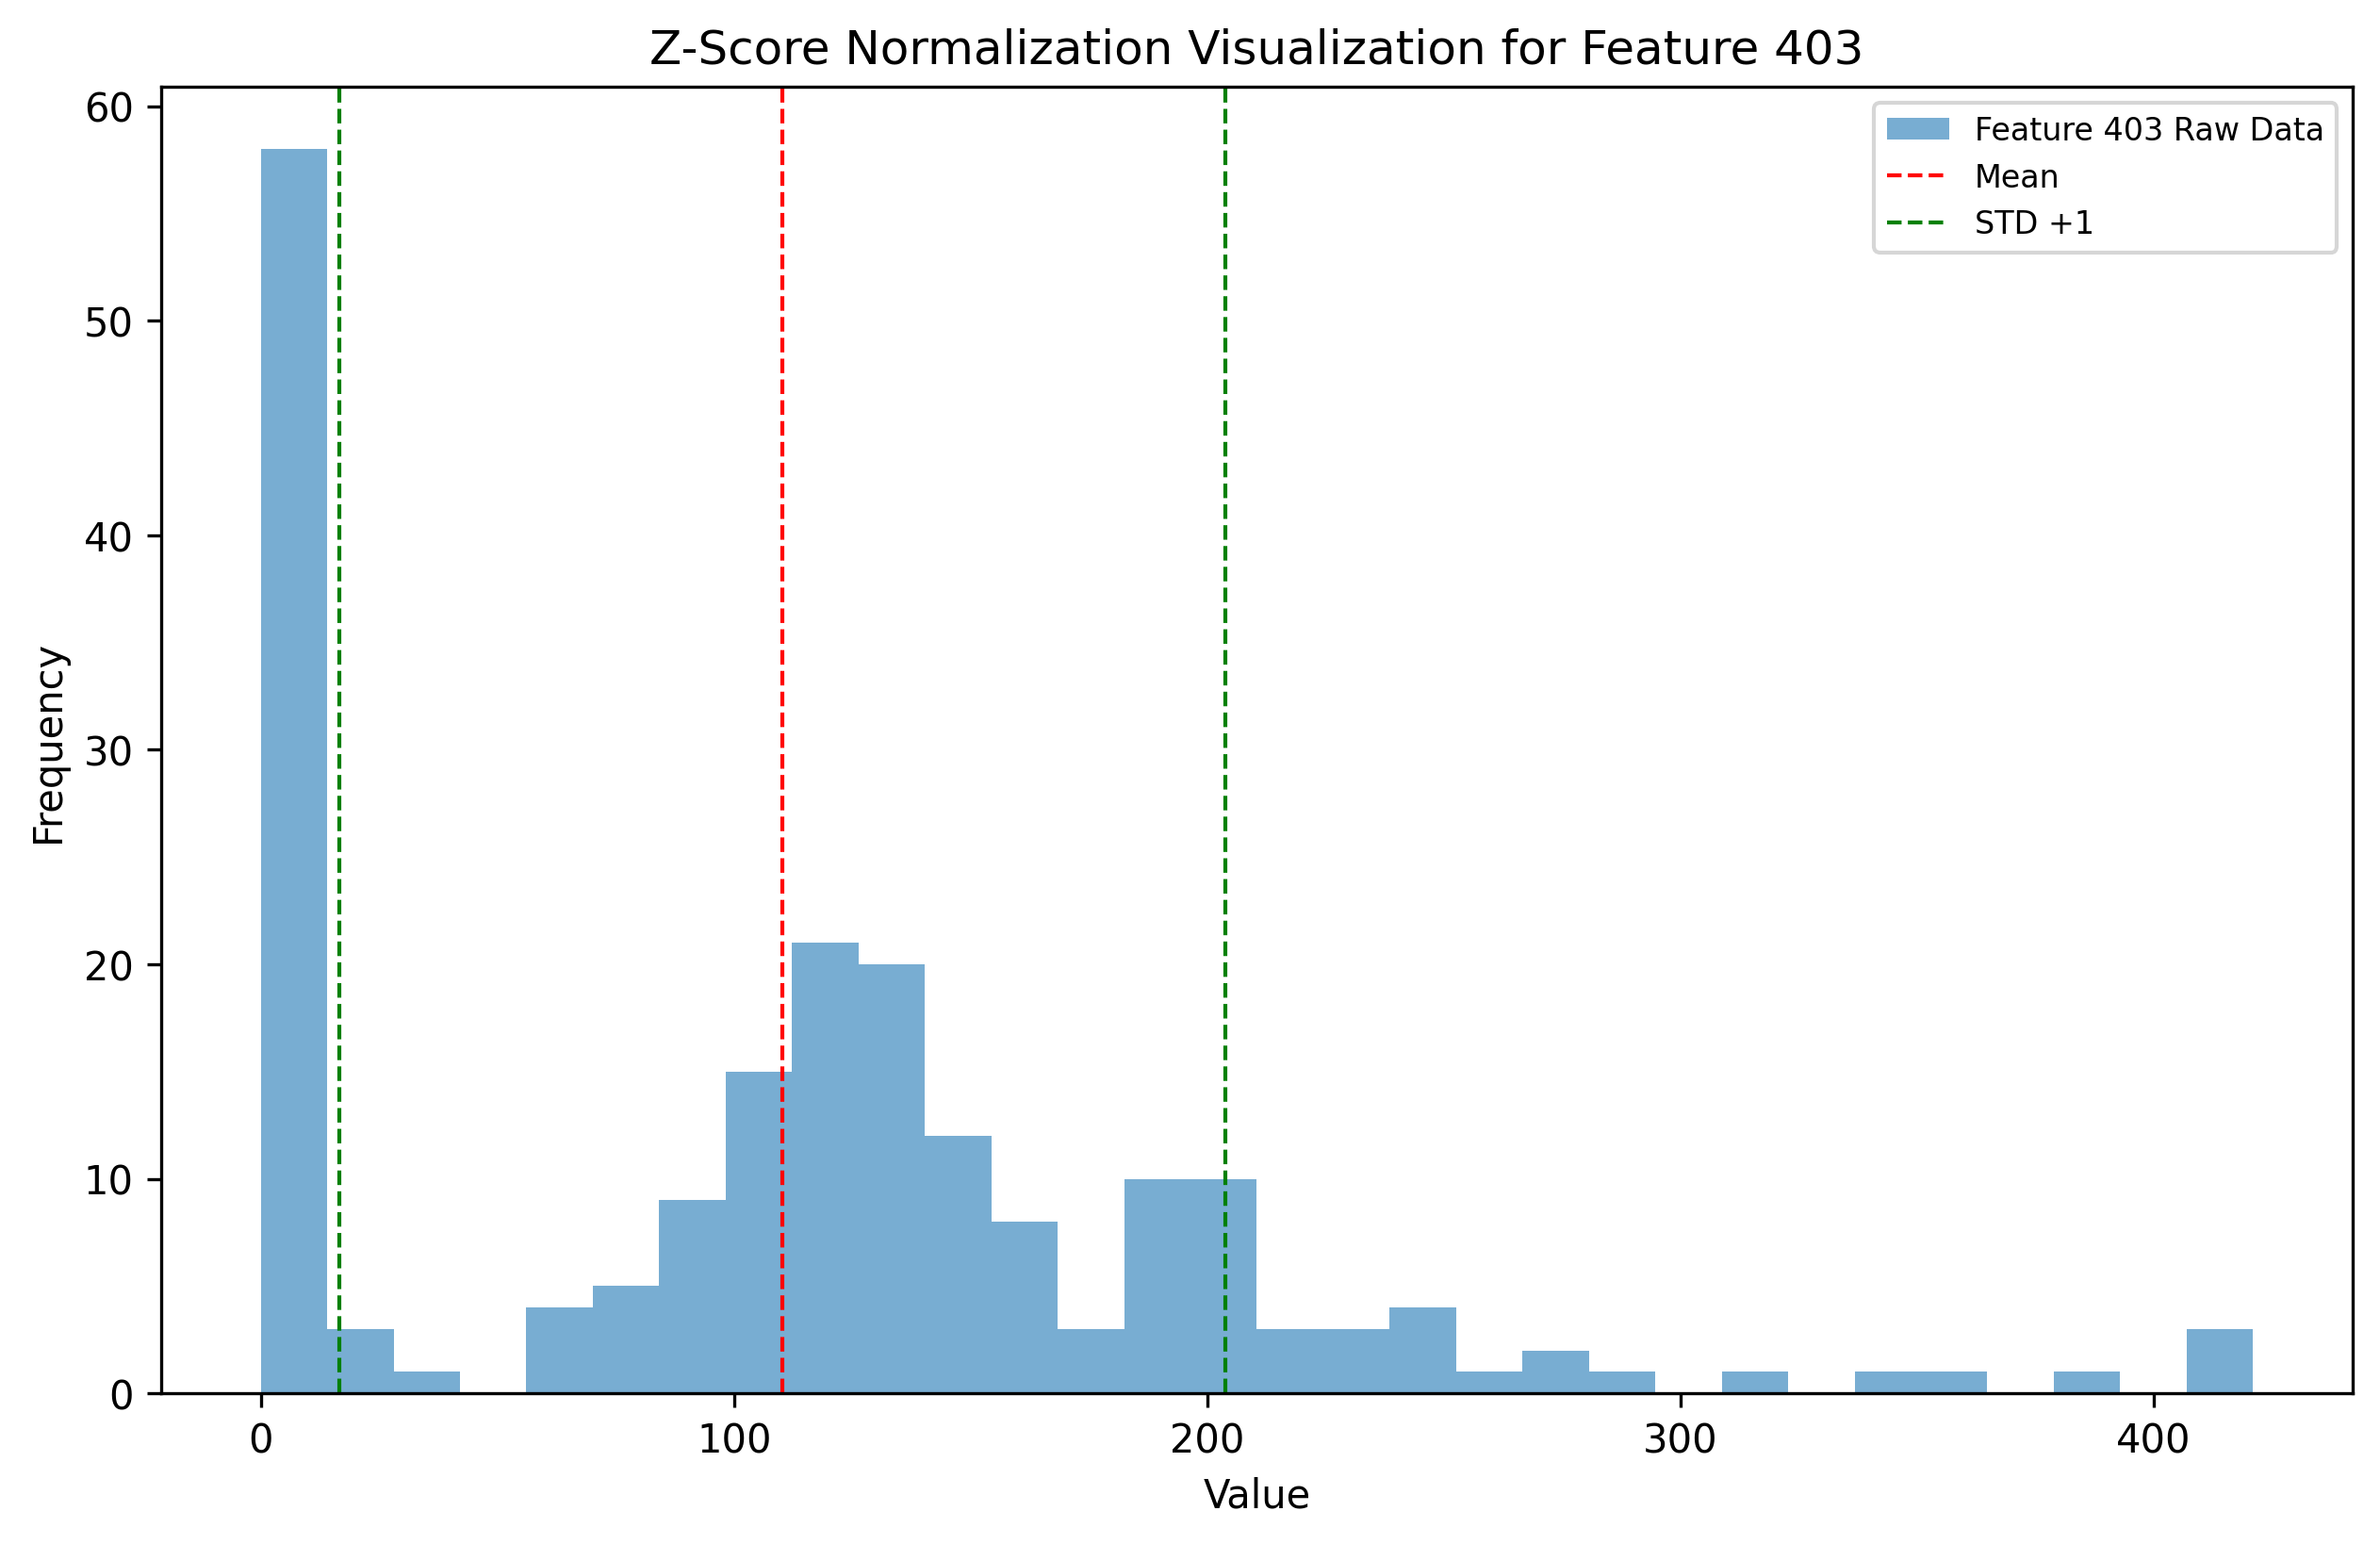 Z-Score Normalization Visualization for Feature 403
Feature 403 Raw Data
Mean
STD +1
60
50
40
30
20
10
0
Frequency
0 100 200 300 400
Value